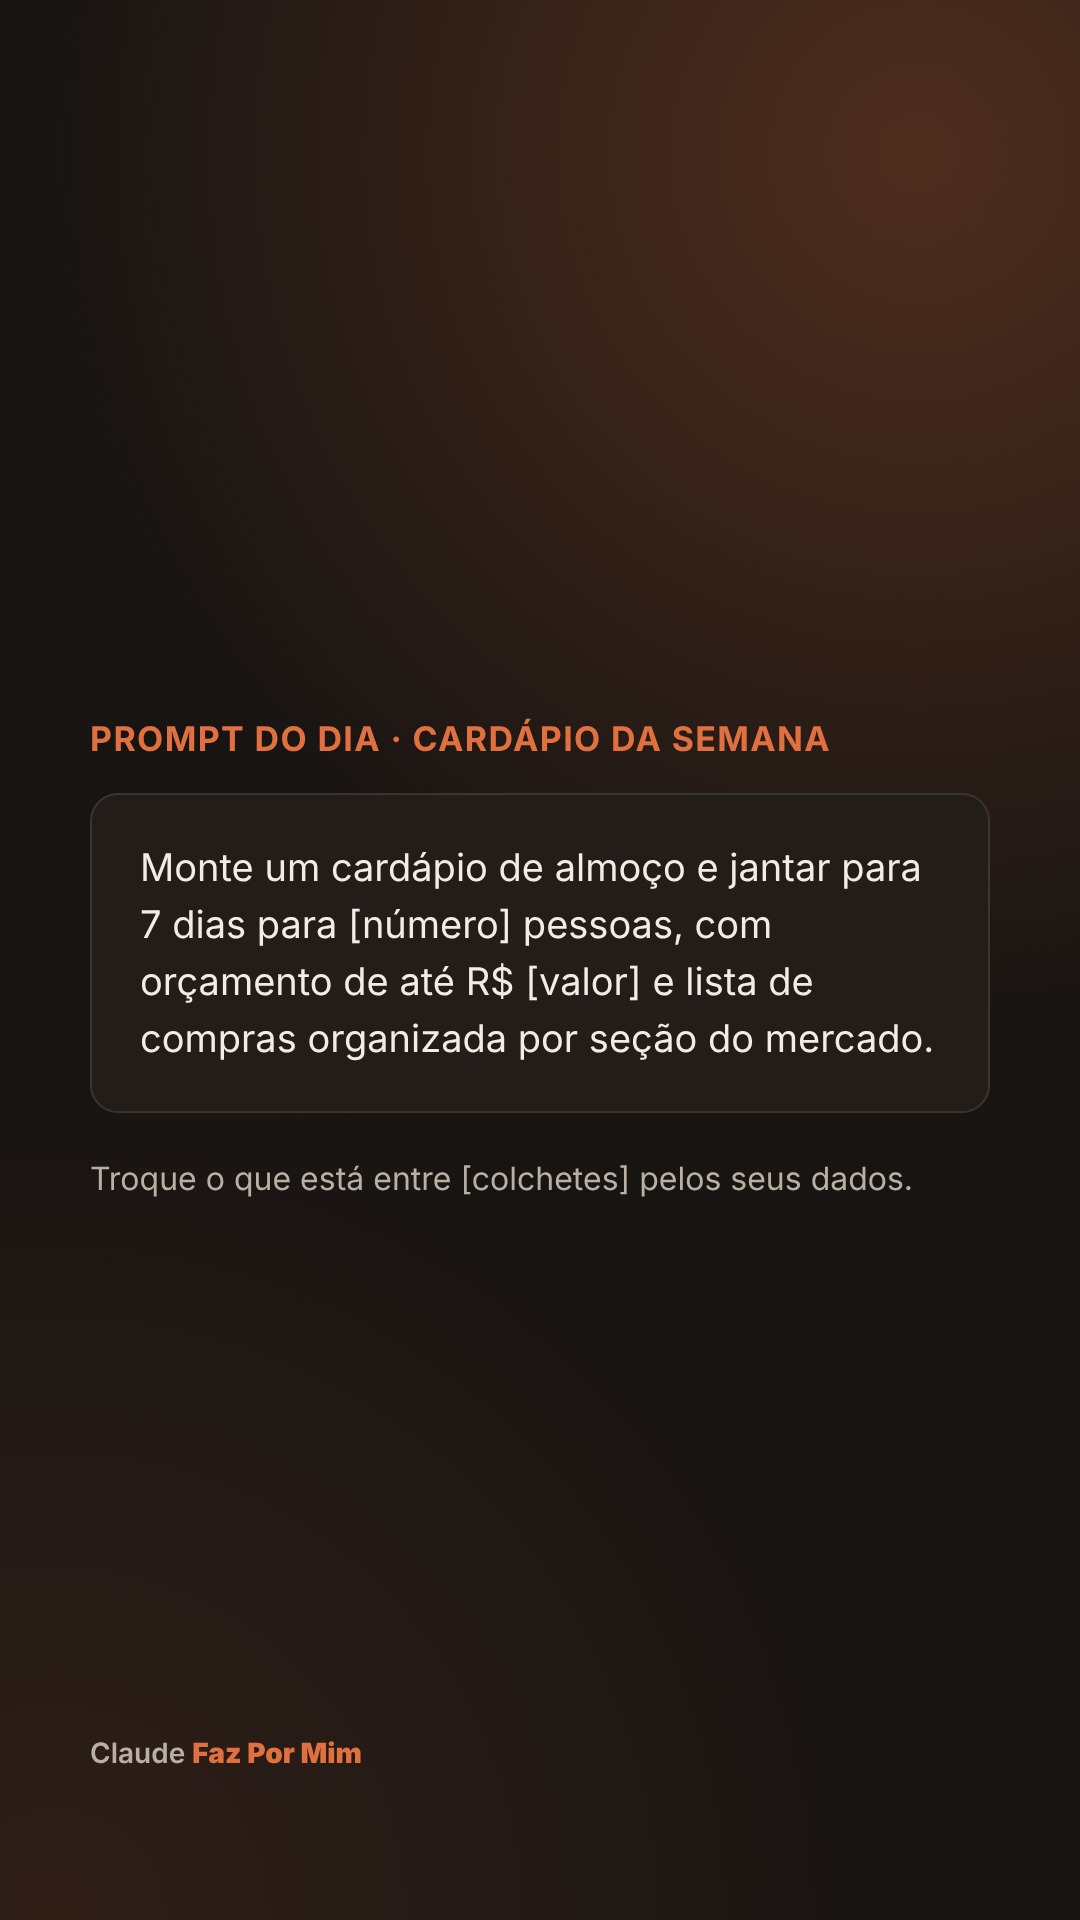 PROMPT DO DIA · CARDÁPIO DA SEMANA
Monte um cardápio de almoço e jantar para
7 dias para [número] pessoas, com
orçamento de até R$ [valor] e lista de
compras organizada por seção do mercado.
Troque o que está entre [colchetes] pelos seus dados.
Claude Faz Por Mim